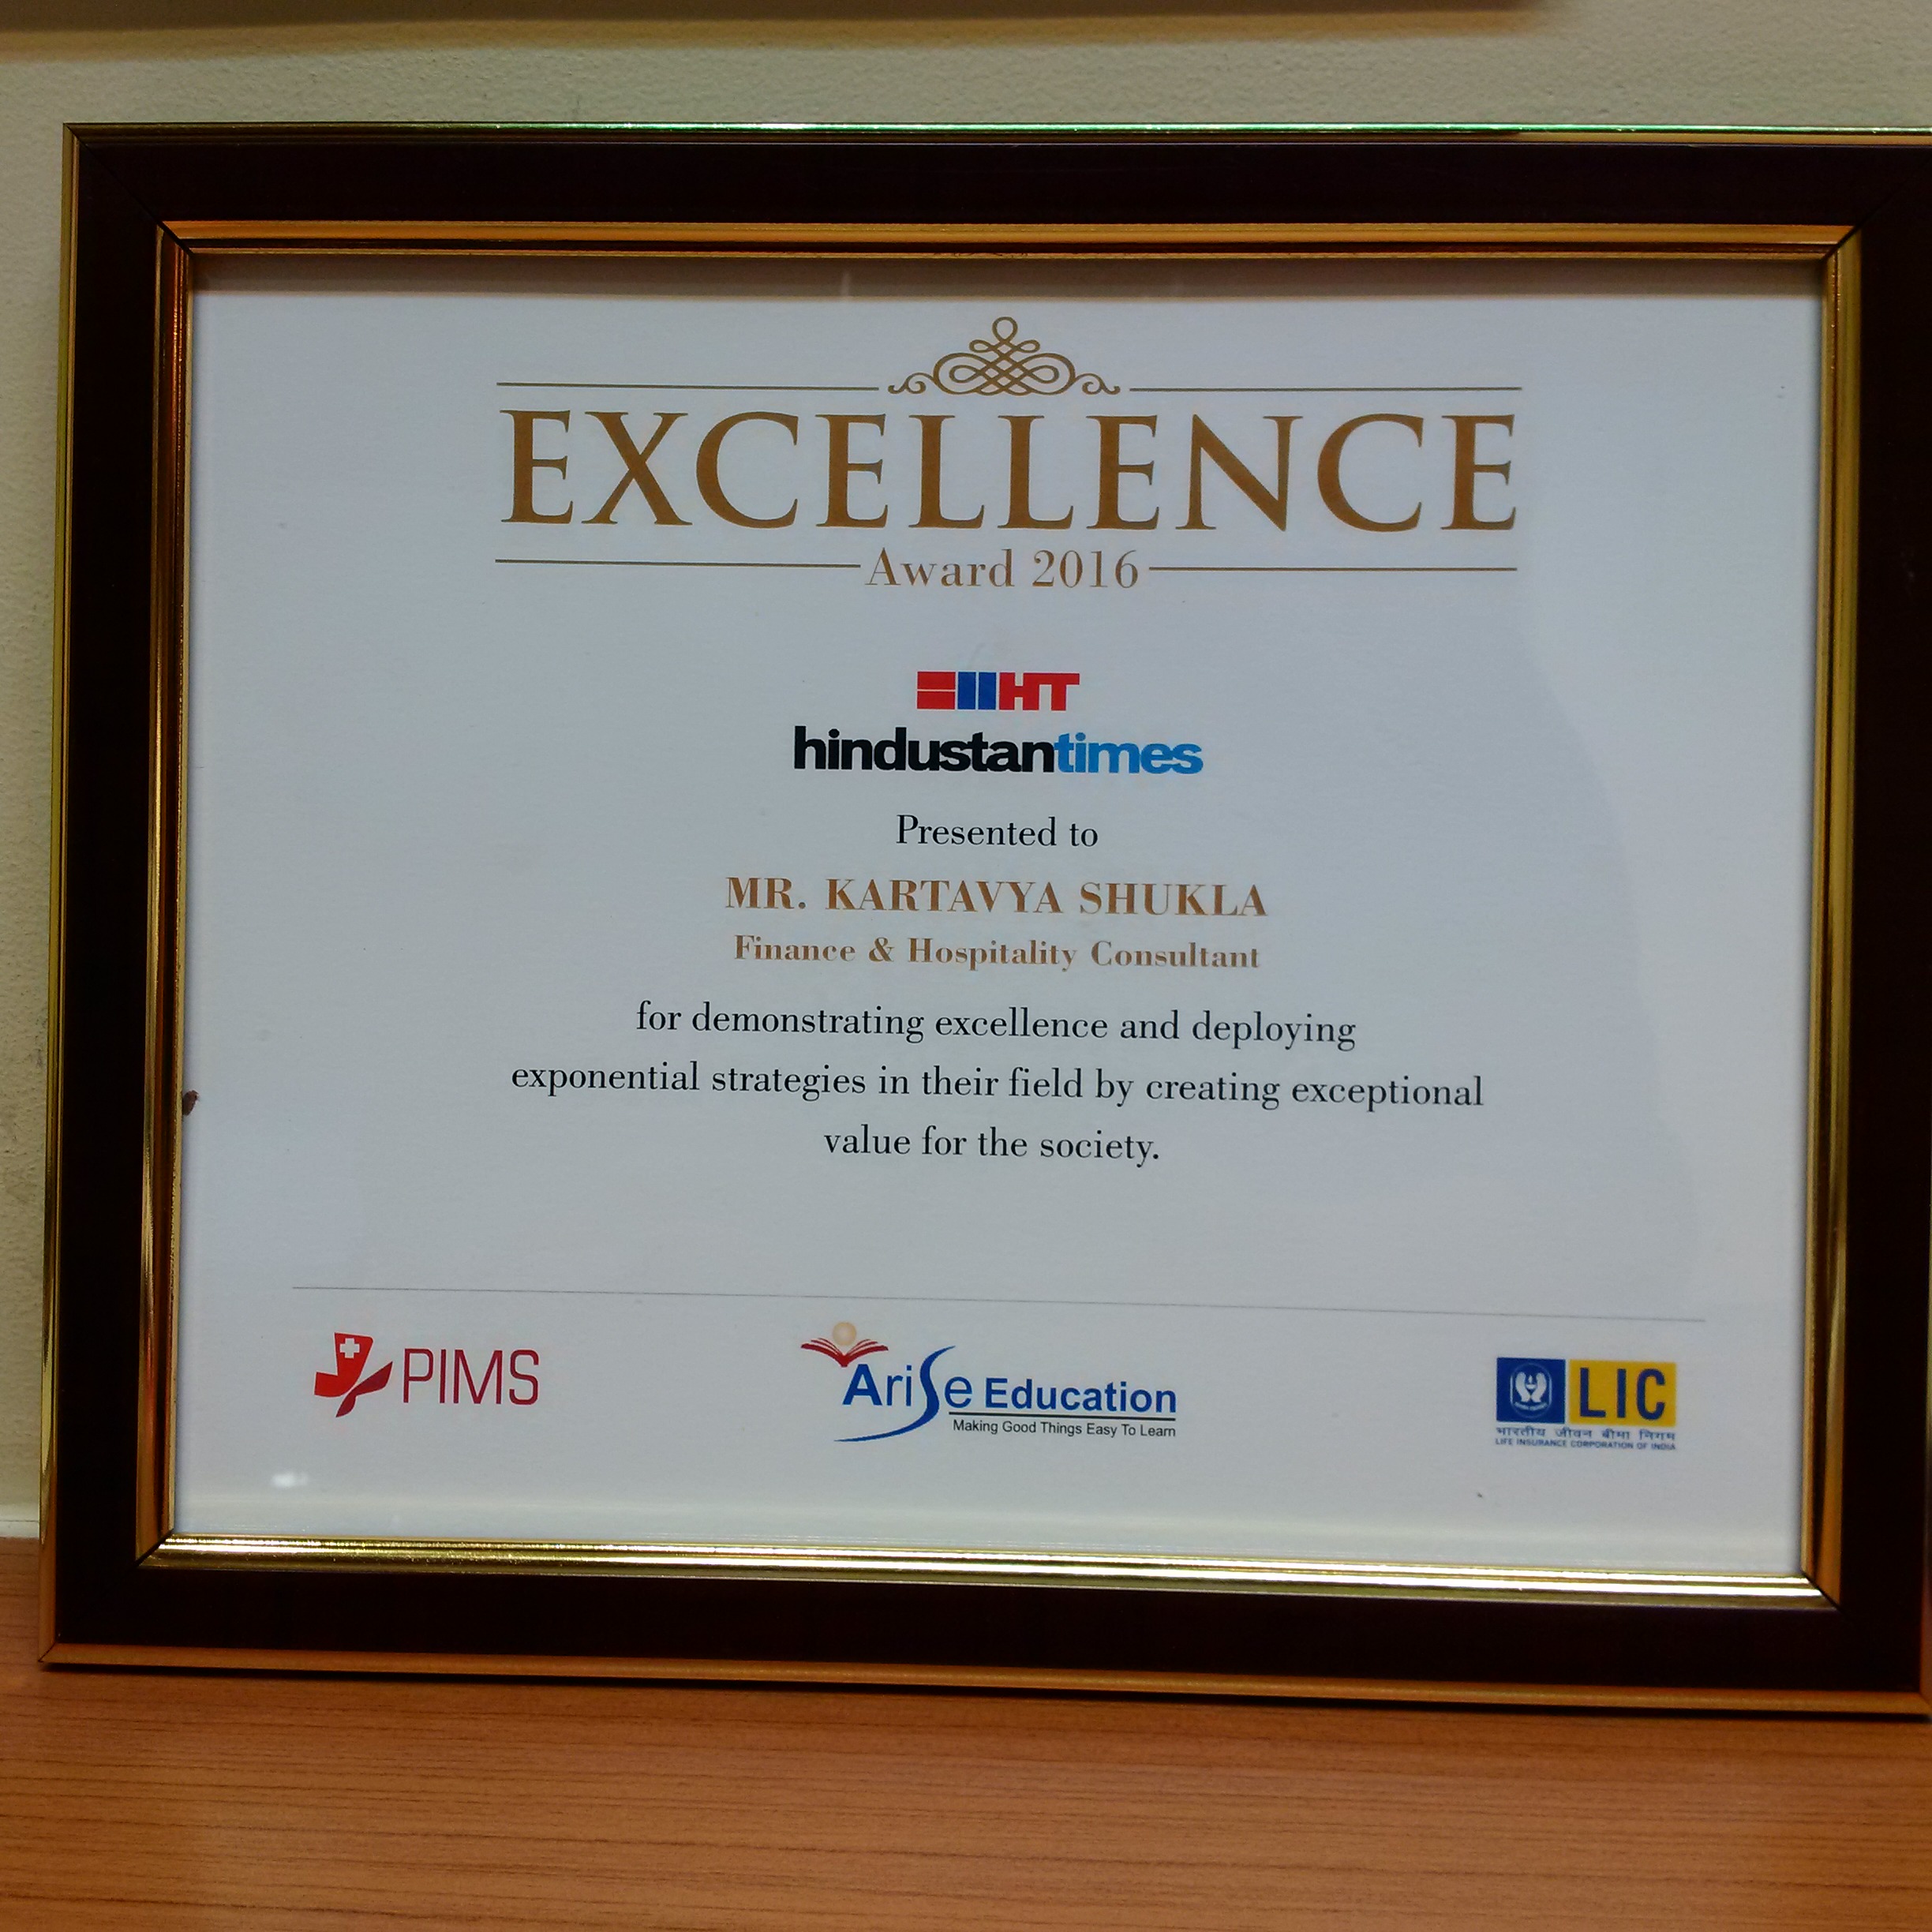 EXCELLENCE
Award 2016
HT
hindustantimes
Presented to
MR. KARTAVYA SHUKLA
Finance & Hospitality Consultant
for demonstrating excellence and deploying
exponential strategies in their field by creating exceptional
value for the society.
PIMS
AriSe Education
Making Good Things Easy To Learn
LIC
भारतीय जीवन बीमा निगम
LIFE INSURANCE CORPORATION OF INDIA